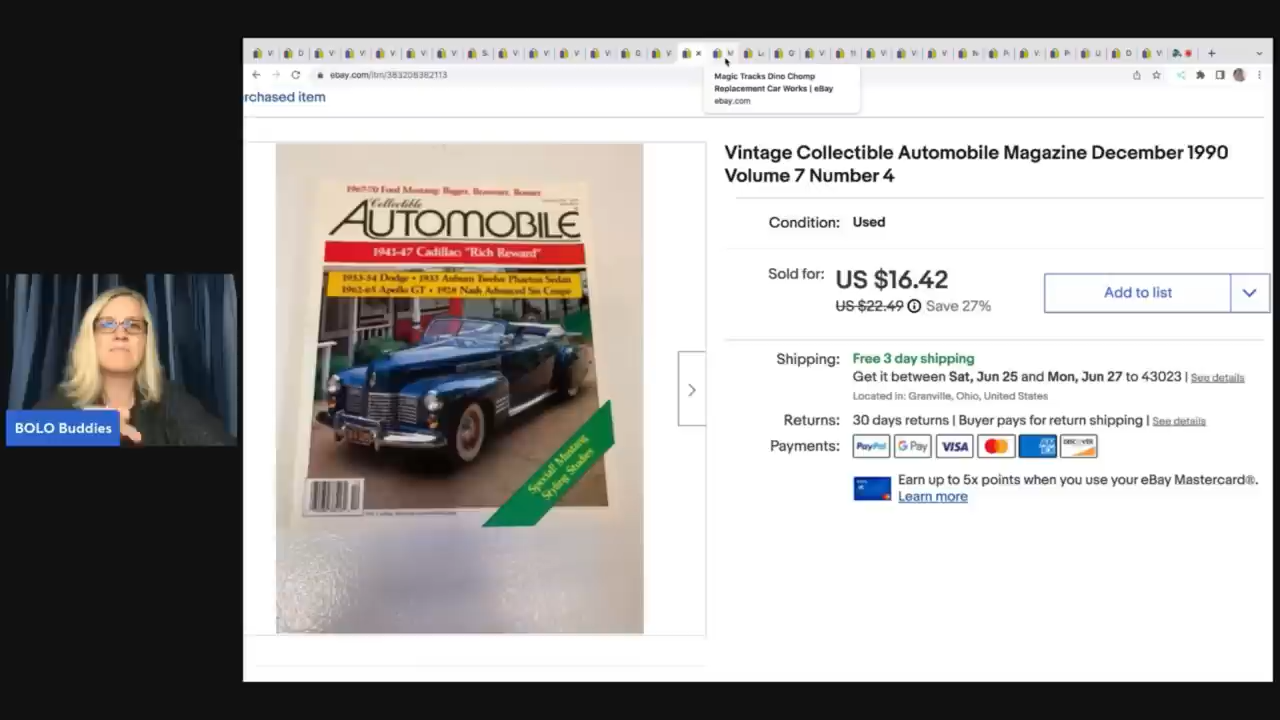 ebay.com/itm/383208362113
Magic Tracks Dino Chomp
Replacement Car Works | eBay
ebay.com
rchased item
Vintage Collectible Automobile Magazine December 1990
Volume 7 Number 4
Condition: Used
Sold for: US $16.42
US $22.49 Save 27%
Add to list
Shipping: Free 3 day shipping
Get it between Sat, Jun 25 and Mon, Jun 27 to 43023 | See details
Located in: Granville, Ohio, United States
Returns: 30 days returns | Buyer pays for return shipping | See details
Payments: PayPal G Pay VISA DISCOVER
Earn up to 5x points when you use your eBay Mastercard®.
Learn more
1967-70 Ford Mustang: Bigger, Brawnier, Bossier
Collectible
AUTOMOBILE
1941-47 Cadillac: "Rich Reward"
1953-54 Dodge • 1933 Auburn Twelve Phaeton Sedan
1962-65 Apollo GT • 1928 Nash Advanced Six Coupe
Special! Mustang
Styling Studies
BOLO Buddies